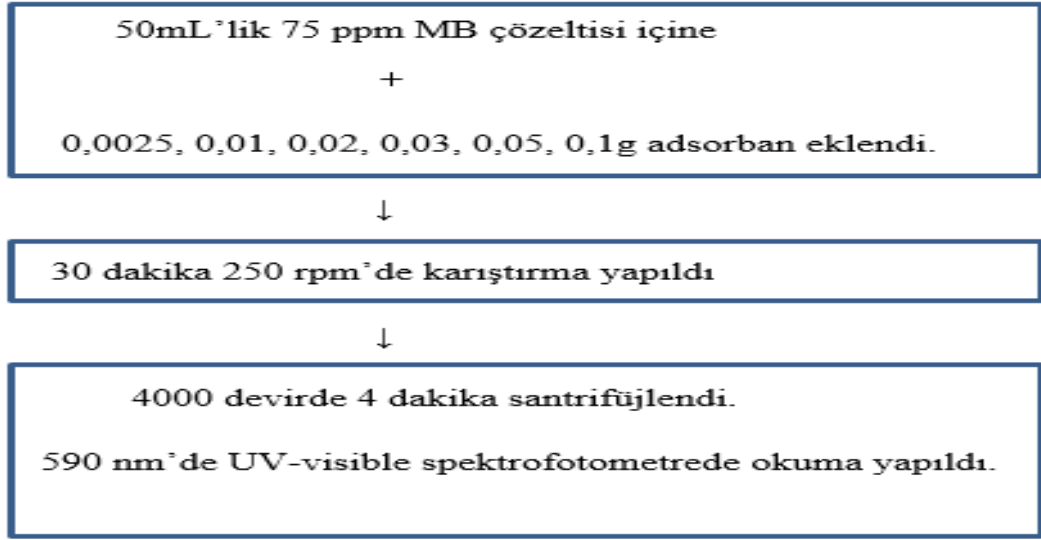 50mL’lik 75 ppm MB çözeltisi içine
+
0,0025, 0,01, 0,02, 0,03, 0,05, 0,1g adsorban eklendi.
↓
30 dakika 250 rpm’de karıştırma yapıldı
↓
4000 devirde 4 dakika santrifüjlendi.
590 nm’de UV-visible spektrofotometrede okuma yapıldı.